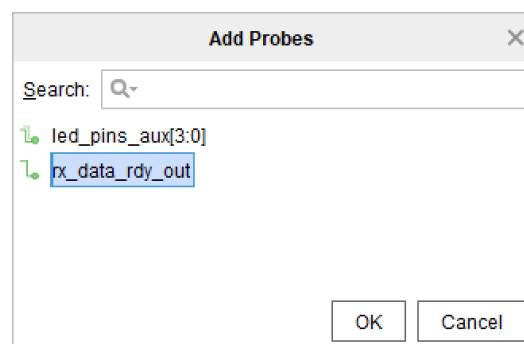 Add Probes
Search:
led_pins_aux[3:0]
rx_data_rdy_out
OK Cancel